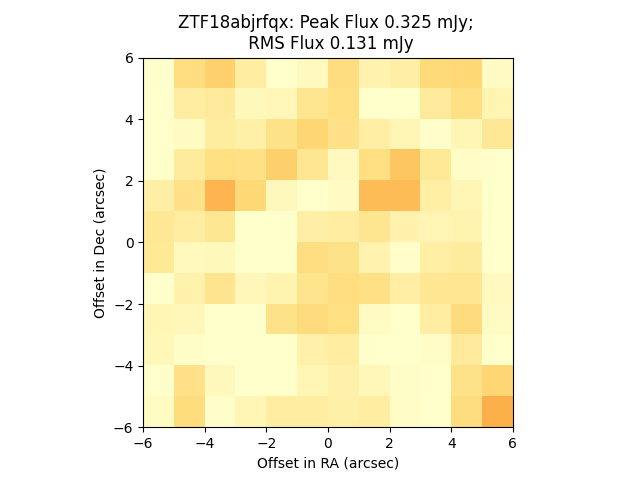 ZTF18abjrfqx: Peak Flux 0.325 mJy;
RMS Flux 0.131 mJy
6
4
2
0
−2
−4
−6
Offset in Dec (arcsec)
−6 −4 −2 0 2 4 6
Offset in RA (arcsec)